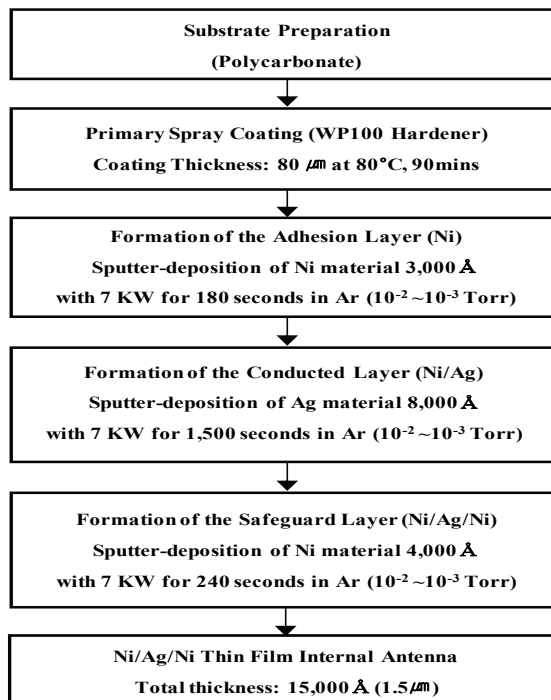 Substrate Preparation
(Polycarbonate)
Primary Spray Coating (WP100 Hardener)
Coating Thickness: 80 ㎛ at 80°C, 90mins
Formation of the Adhesion Layer (Ni)
Sputter-deposition of Ni material 3,000 Å
with 7 KW for 180 seconds in Ar (10⁻² ~10⁻³ Torr)
Formation of the Conducted Layer (Ni/Ag)
Sputter-deposition of Ag material 8,000 Å
with 7 KW for 1,500 seconds in Ar (10⁻² ~10⁻³ Torr)
Formation of the Safeguard Layer (Ni/Ag/Ni)
Sputter-deposition of Ni material 4,000 Å
with 7 KW for 240 seconds in Ar (10⁻² ~10⁻³ Torr)
Ni/Ag/Ni Thin Film Internal Antenna
Total thickness: 15,000 Å (1.5㎛)